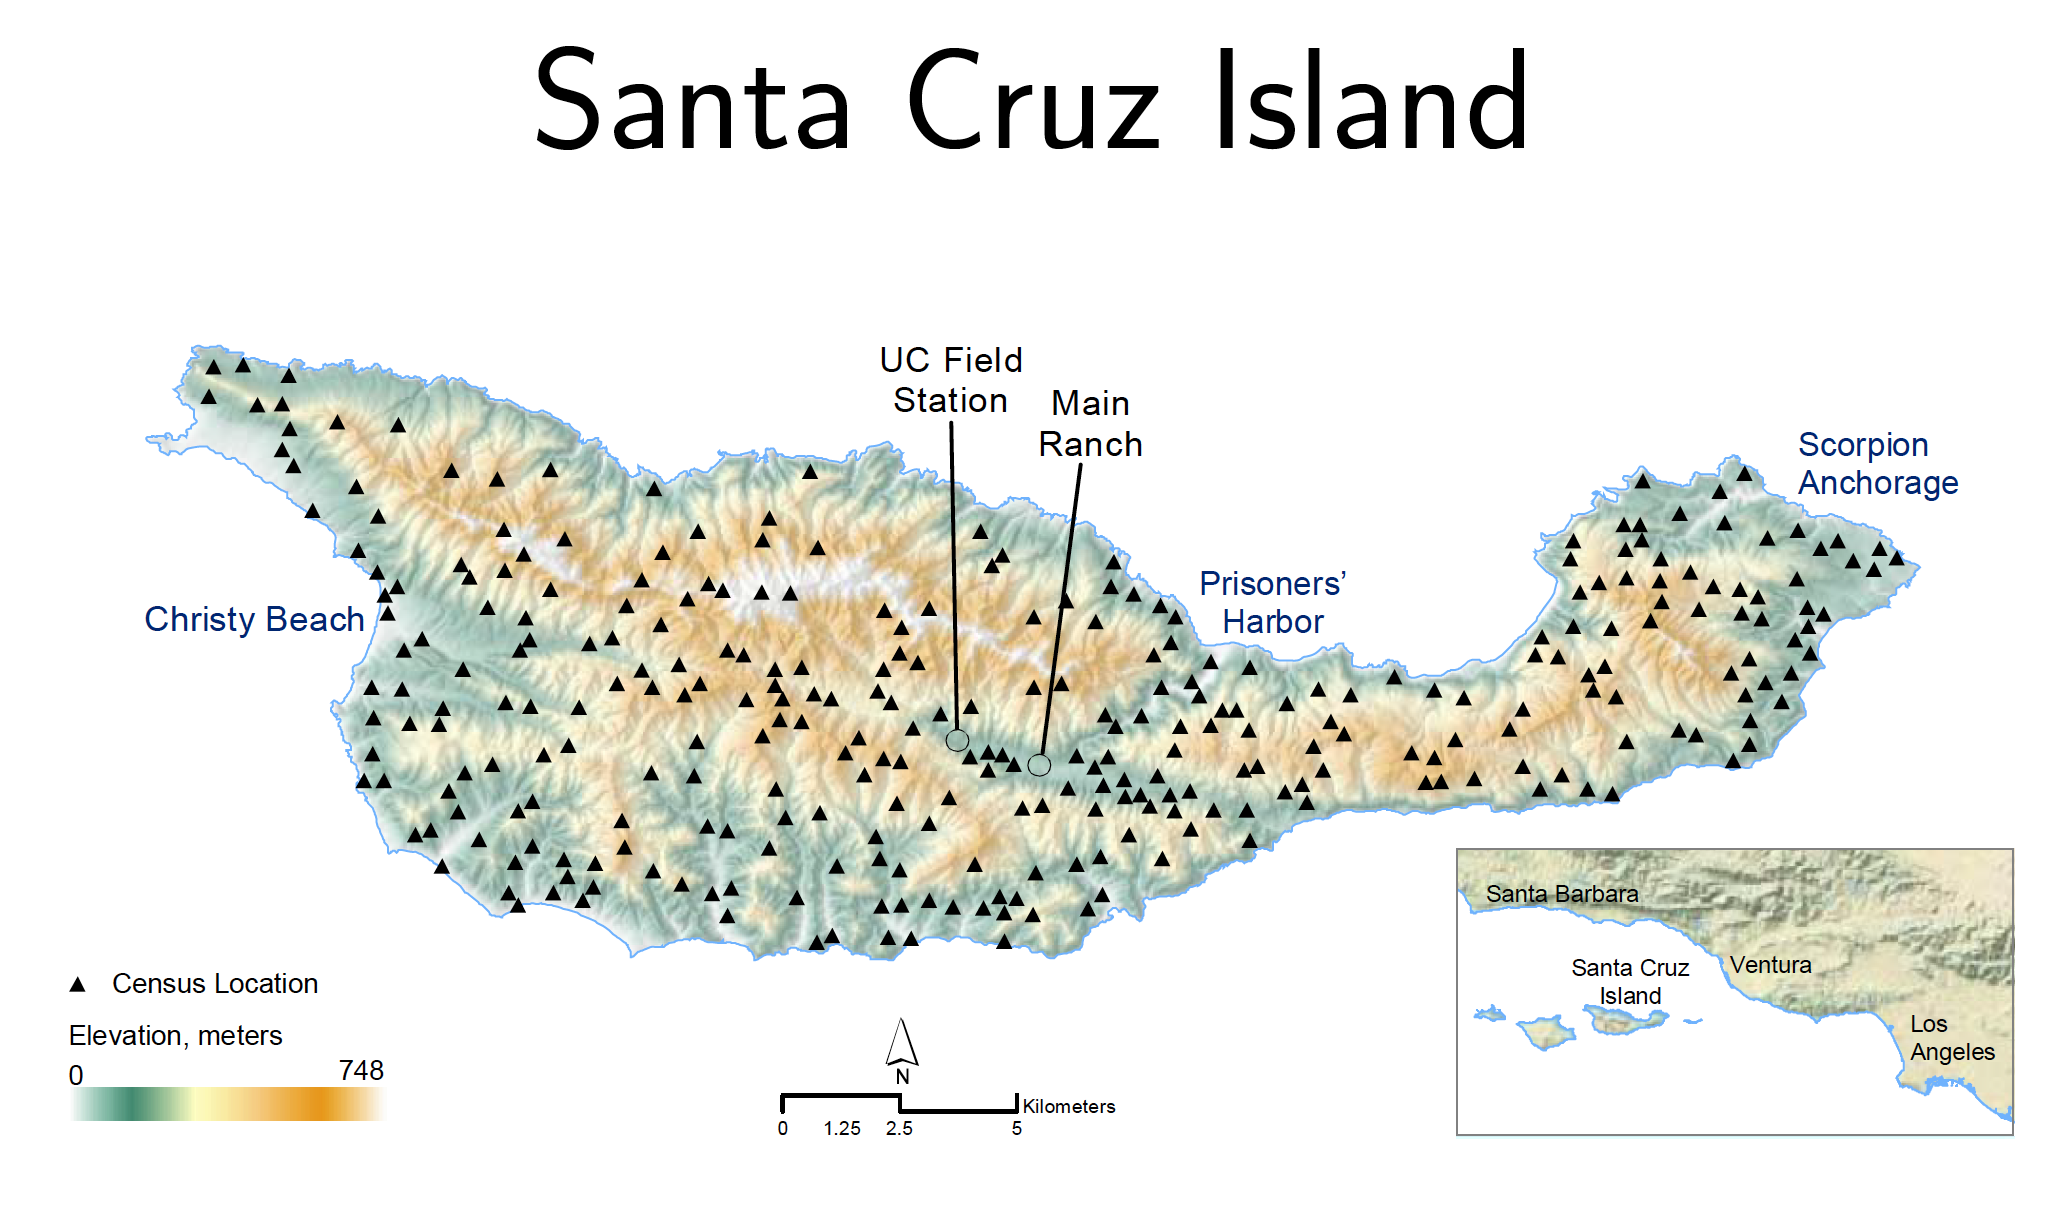 Santa Cruz Island
UC Field
Station
Main
Ranch
Scorpion
Anchorage
Prisoners’
Harbor
Christy Beach
Census Location
Elevation, meters
0
748
N
Kilometers
0 1.25 2.5 5
Santa Barbara
Ventura
Santa Cruz
Island
Los
Angeles